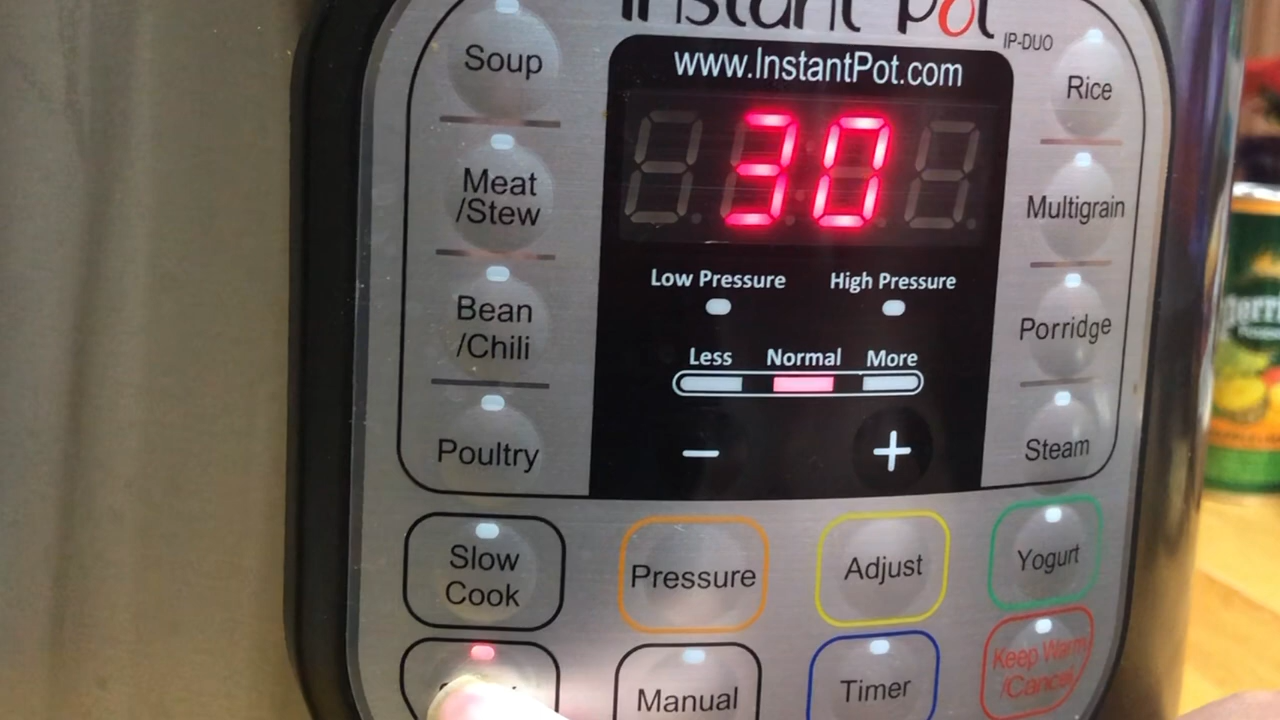 Instant Pot
IP-DUO
www.InstantPot.com
30
Soup
Meat
/Stew
Bean
/Chili
Poultry
Low Pressure High Pressure
Less Normal More
− +
Rice
Multigrain
Porridge
Steam
Slow
Cook
Pressure
Adjust
Yogurt
Manual
Timer
Keep Warm
/Cancel